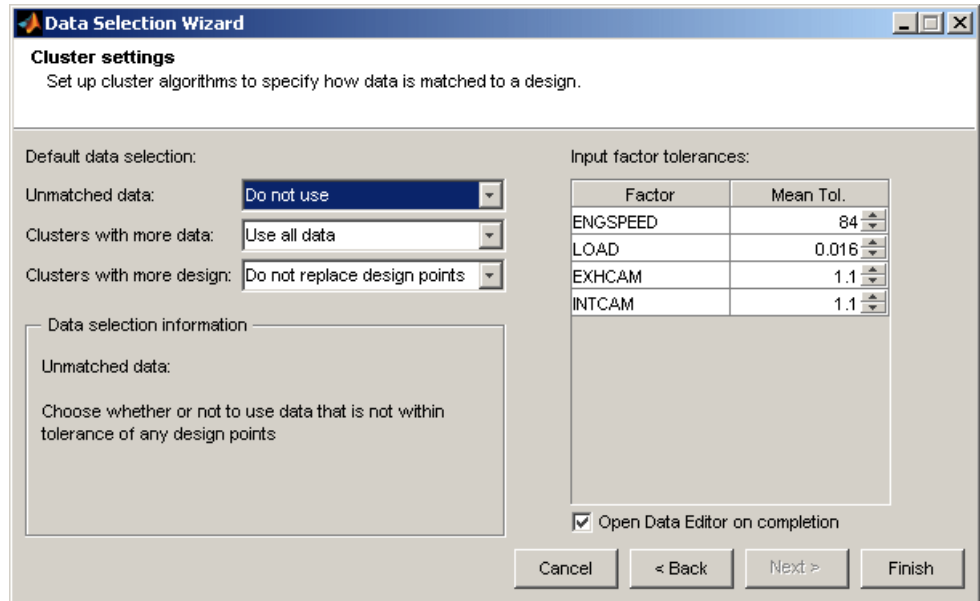 Data Selection Wizard
Cluster settings
Set up cluster algorithms to specify how data is matched to a design.
Default data selection:
Unmatched data: Do not use
Clusters with more data: Use all data
Clusters with more design: Do not replace design points
Data selection information
Unmatched data:
Choose whether or not to use data that is not within
tolerance of any design points
Input factor tolerances:
Factor Mean Tol.
ENGSPEED 84
LOAD 0.016
EXHCAM 1.1
INTCAM 1.1
Open Data Editor on completion
Cancel < Back Next > Finish